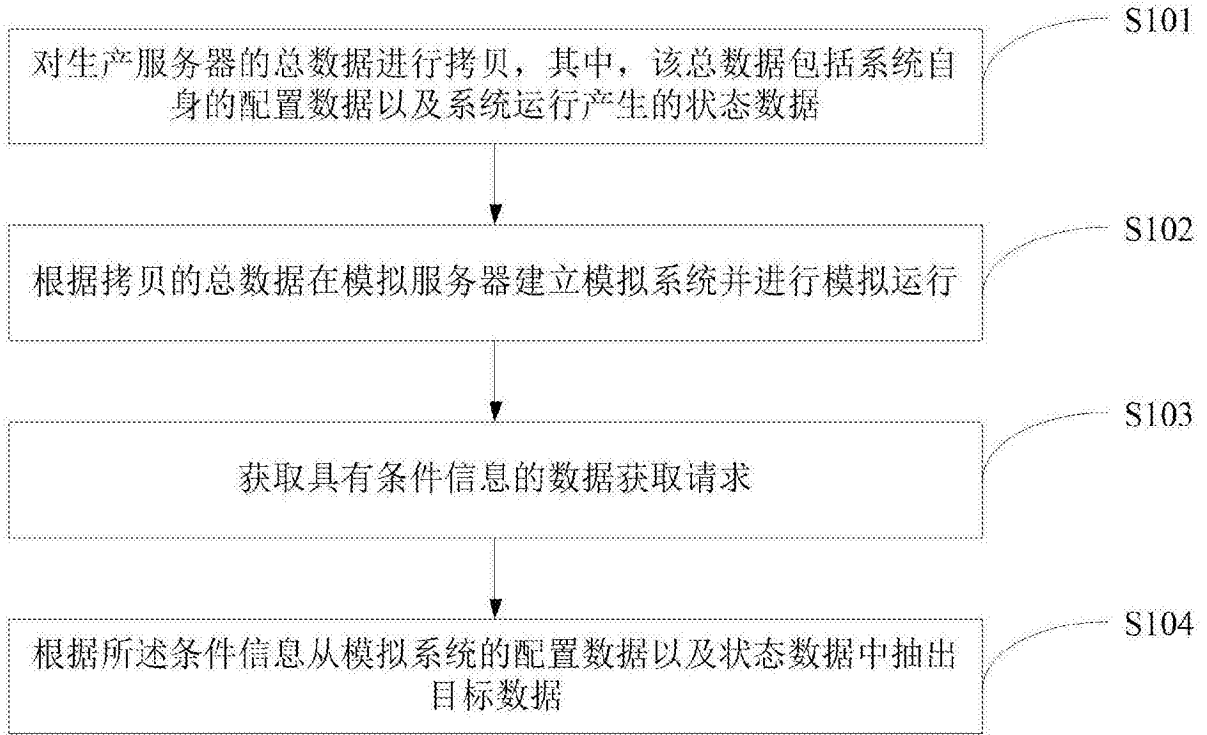 S101
对生产服务器的总数据进行拷贝，其中，该总数据包括系统自
身的配置数据以及系统运行产生的状态数据
S102
根据拷贝的总数据在模拟服务器建立模拟系统并进行模拟运行
S103
获取具有条件信息的数据获取请求
S104
根据所述条件信息从模拟系统的配置数据以及状态数据中抽出
目标数据